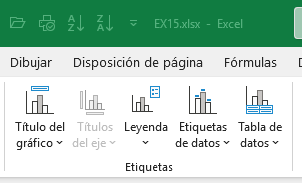 EX15.xlsx - Excel
Dibujar Disposición de página Fórmulas
Título del gráfico
Títulos del eje
Leyenda
Etiquetas de datos
Tabla de datos
Etiquetas